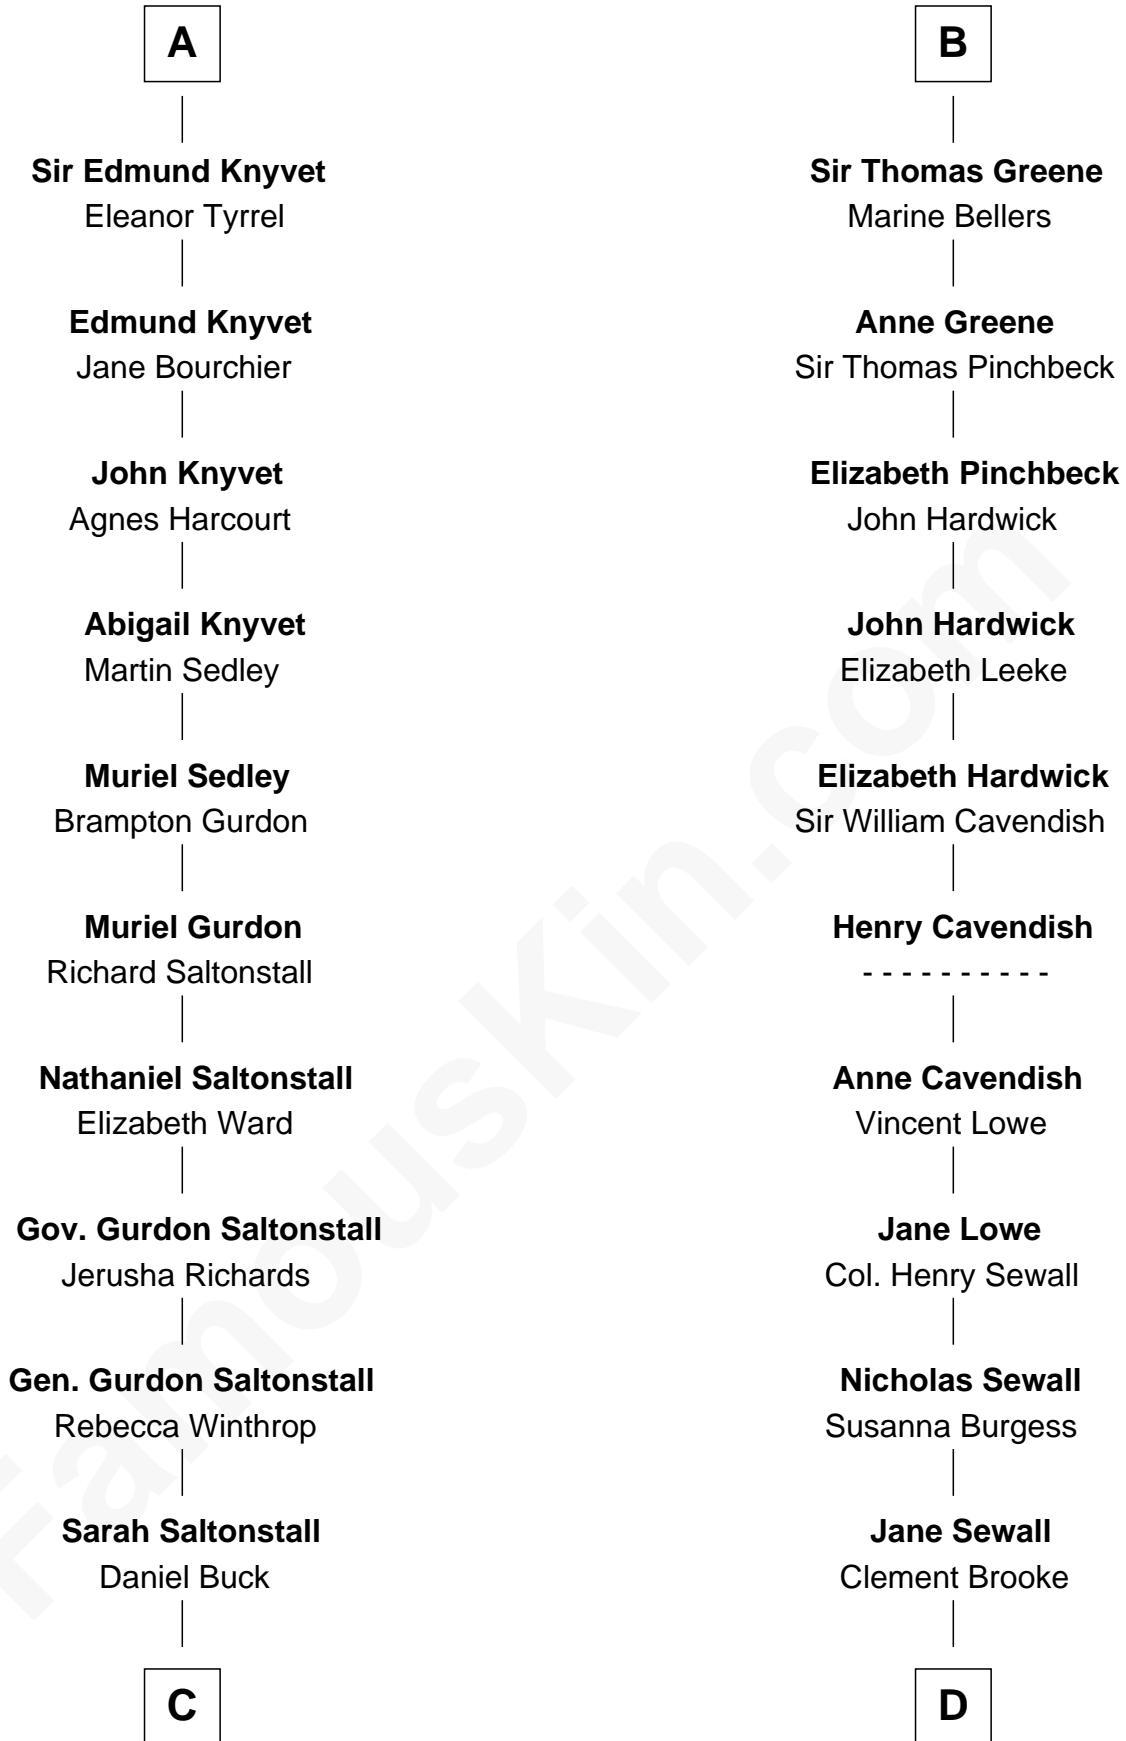 A
Sir Edmund Knyvet
Eleanor Tyrrel
Edmund Knyvet
Jane Bourchier
John Knyvet
Agnes Harcourt
Abigail Knyvet
Martin Sedley
Muriel Sedley
Brampton Gurdon
Muriel Gurdon
Richard Saltonstall
Nathaniel Saltonstall
Elizabeth Ward
Gov. Gurdon Saltonstall
Jerusha Richards
Gen. Gurdon Saltonstall
Rebecca Winthrop
Sarah Saltonstall
Daniel Buck
C
B
Sir Thomas Greene
Marine Bellers
Anne Greene
Sir Thomas Pinchbeck
Elizabeth Pinchbeck
John Hardwick
John Hardwick
Elizabeth Leeke
Elizabeth Hardwick
Sir William Cavendish
Henry Cavendish
- - - - - - - - - -
Anne Cavendish
Vincent Lowe
Jane Lowe
Col. Henry Sewall
Nicholas Sewall
Susanna Burgess
Jane Sewall
Clement Brooke
D
FamousKin.com